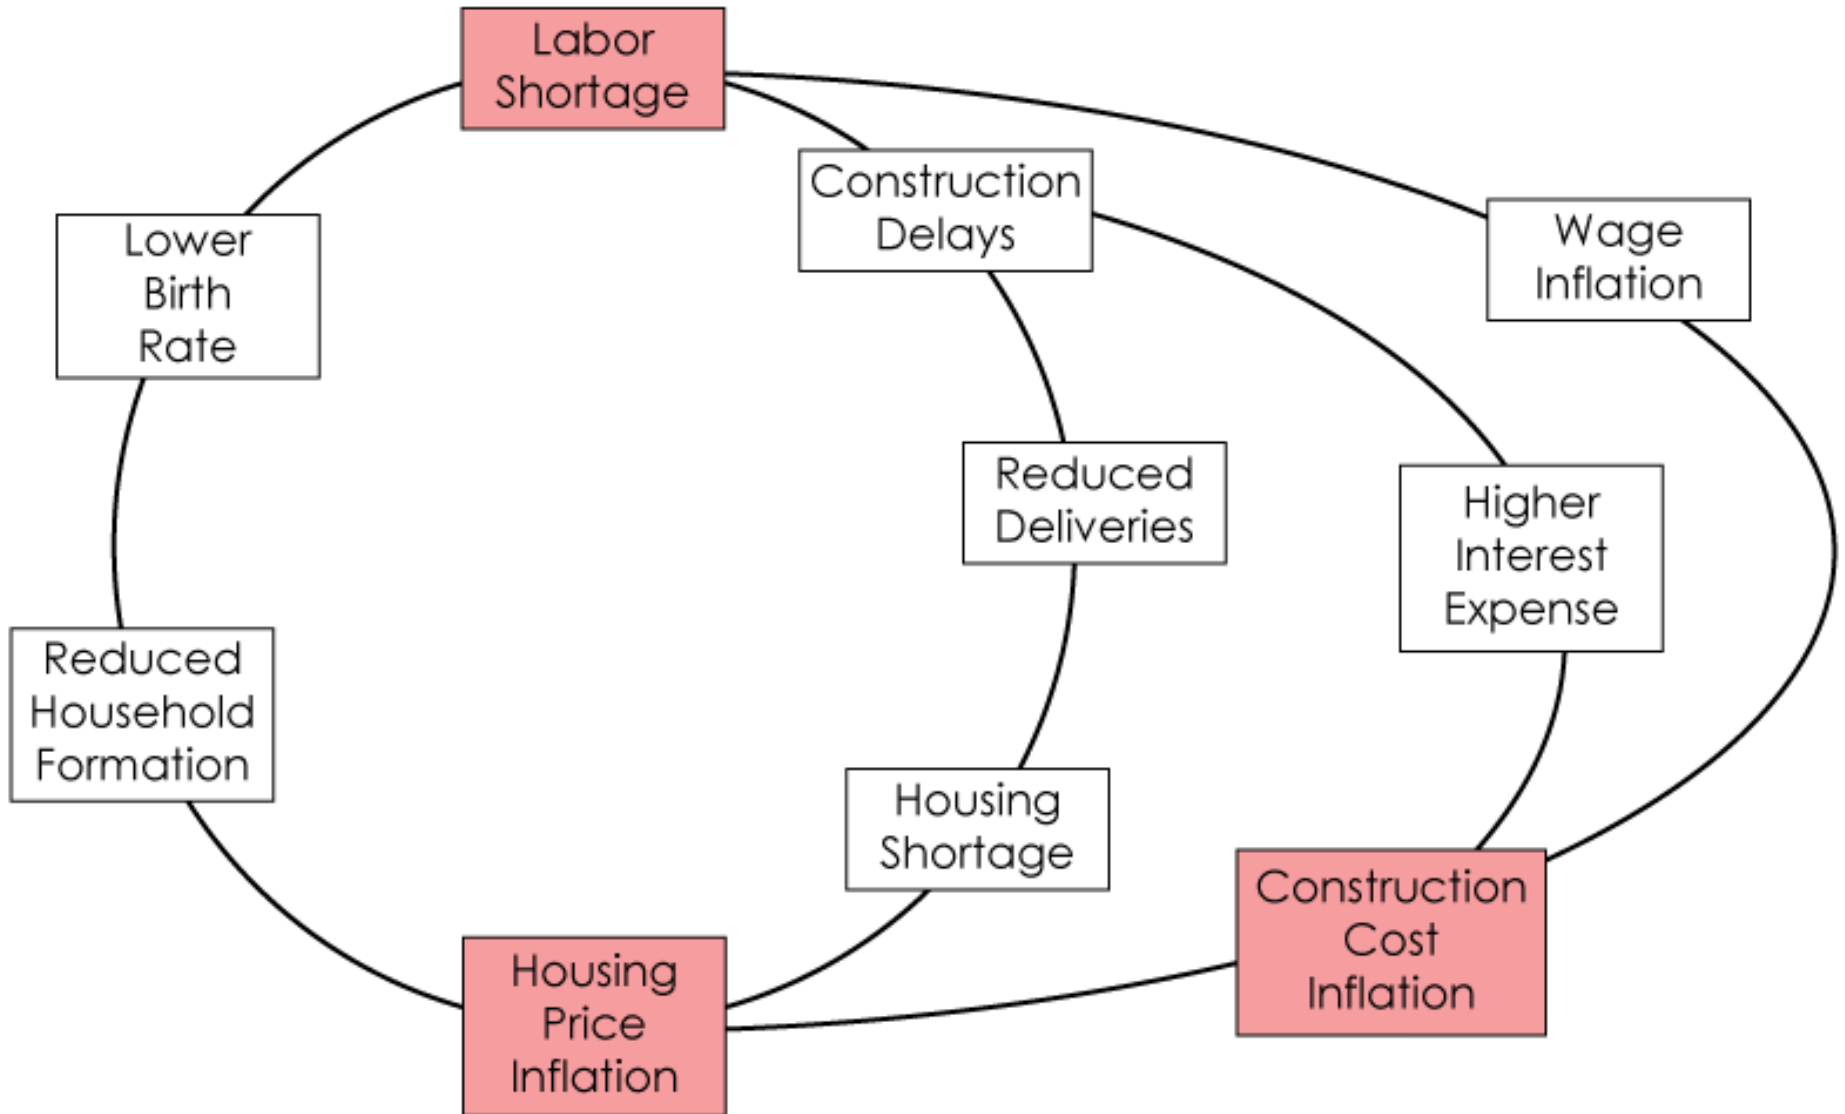 Labor
Shortage
Construction
Delays
Wage
Inflation
Lower
Birth
Rate
Reduced
Deliveries
Higher
Interest
Expense
Reduced
Household
Formation
Housing
Shortage
Construction
Cost
Inflation
Housing
Price
Inflation